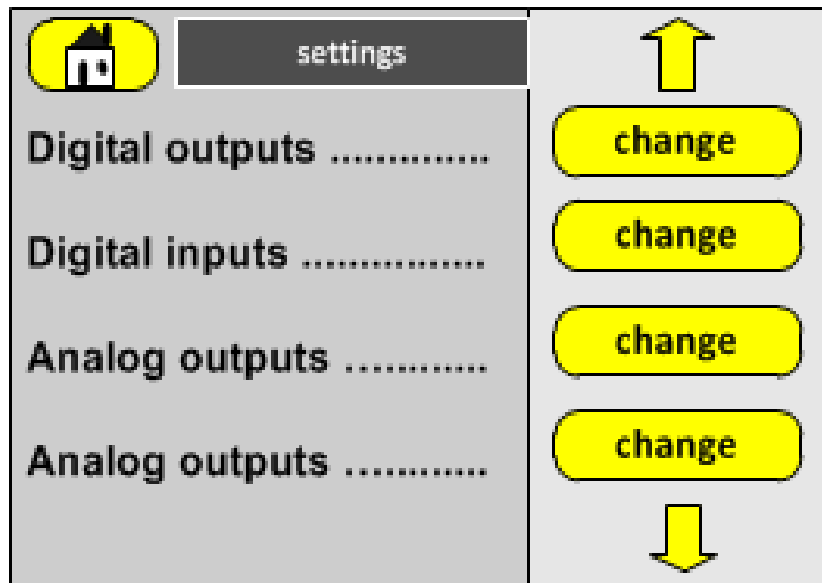 settings
Digital outputs .............. change
Digital inputs ................ change
Analog outputs ............. change
Analog outputs ............. change